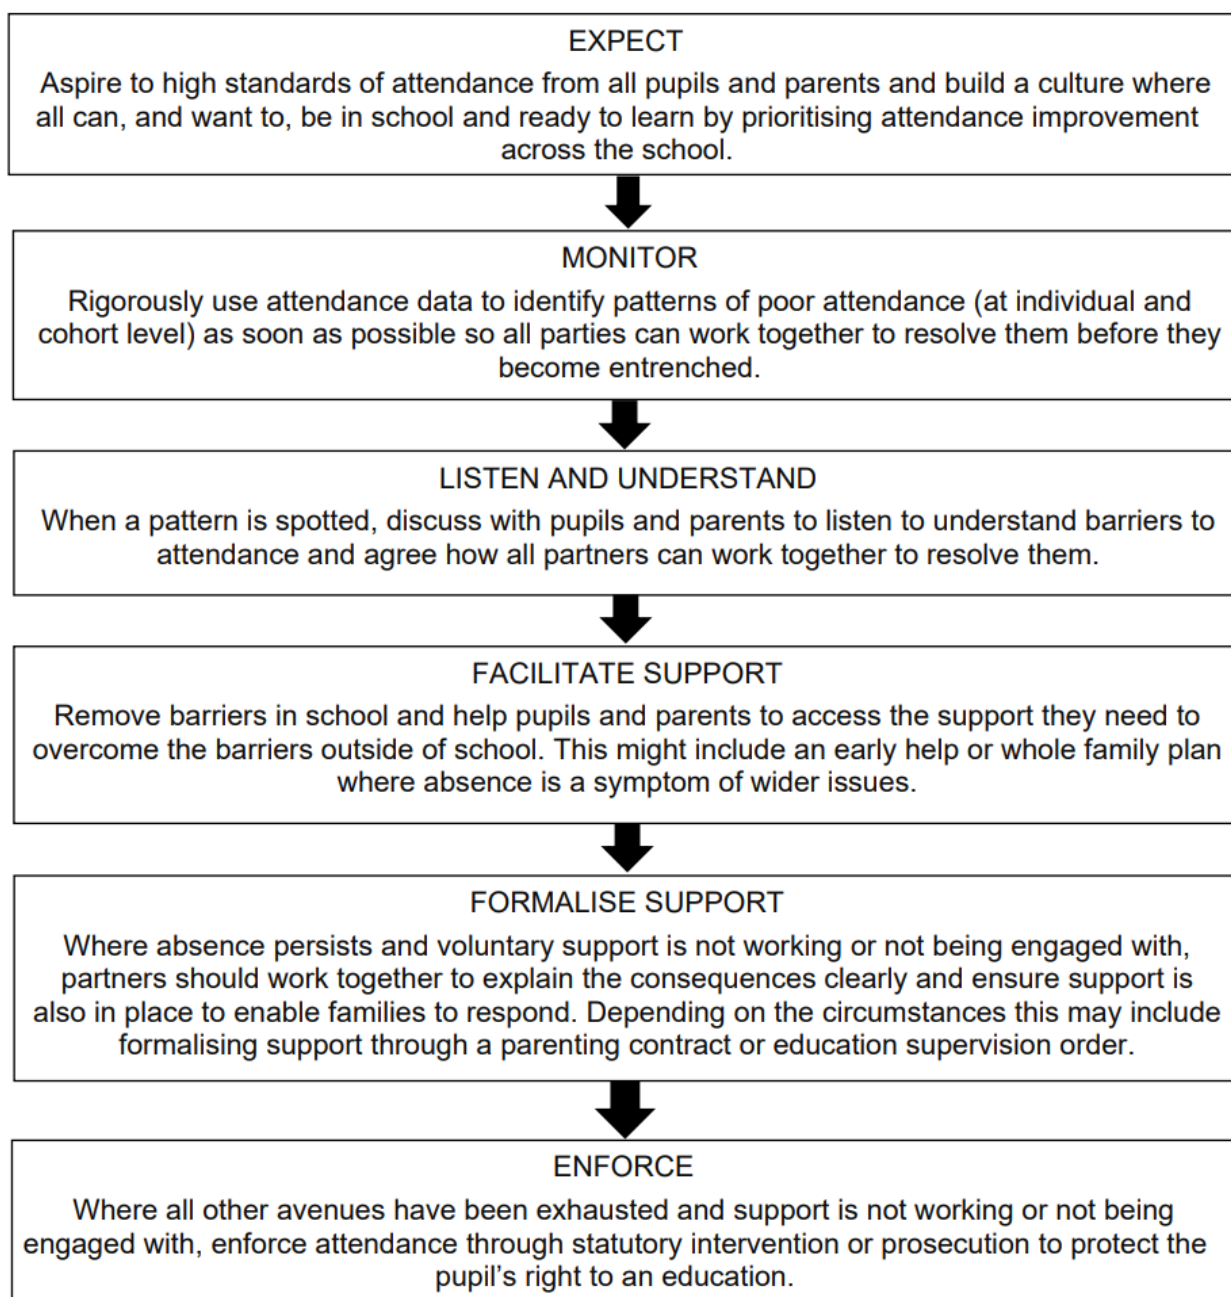 EXPECT
Aspire to high standards of attendance from all pupils and parents and build a culture where
all can, and want to, be in school and ready to learn by prioritising attendance improvement
across the school.
MONITOR
Rigorously use attendance data to identify patterns of poor attendance (at individual and
cohort level) as soon as possible so all parties can work together to resolve them before they
become entrenched.
LISTEN AND UNDERSTAND
When a pattern is spotted, discuss with pupils and parents to listen to understand barriers to
attendance and agree how all partners can work together to resolve them.
FACILITATE SUPPORT
Remove barriers in school and help pupils and parents to access the support they need to
overcome the barriers outside of school. This might include an early help or whole family plan
where absence is a symptom of wider issues.
FORMALISE SUPPORT
Where absence persists and voluntary support is not working or not being engaged with,
partners should work together to explain the consequences clearly and ensure support is
also in place to enable families to respond. Depending on the circumstances this may include
formalising support through a parenting contract or education supervision order.
ENFORCE
Where all other avenues have been exhausted and support is not working or not being
engaged with, enforce attendance through statutory intervention or prosecution to protect the
pupil’s right to an education.